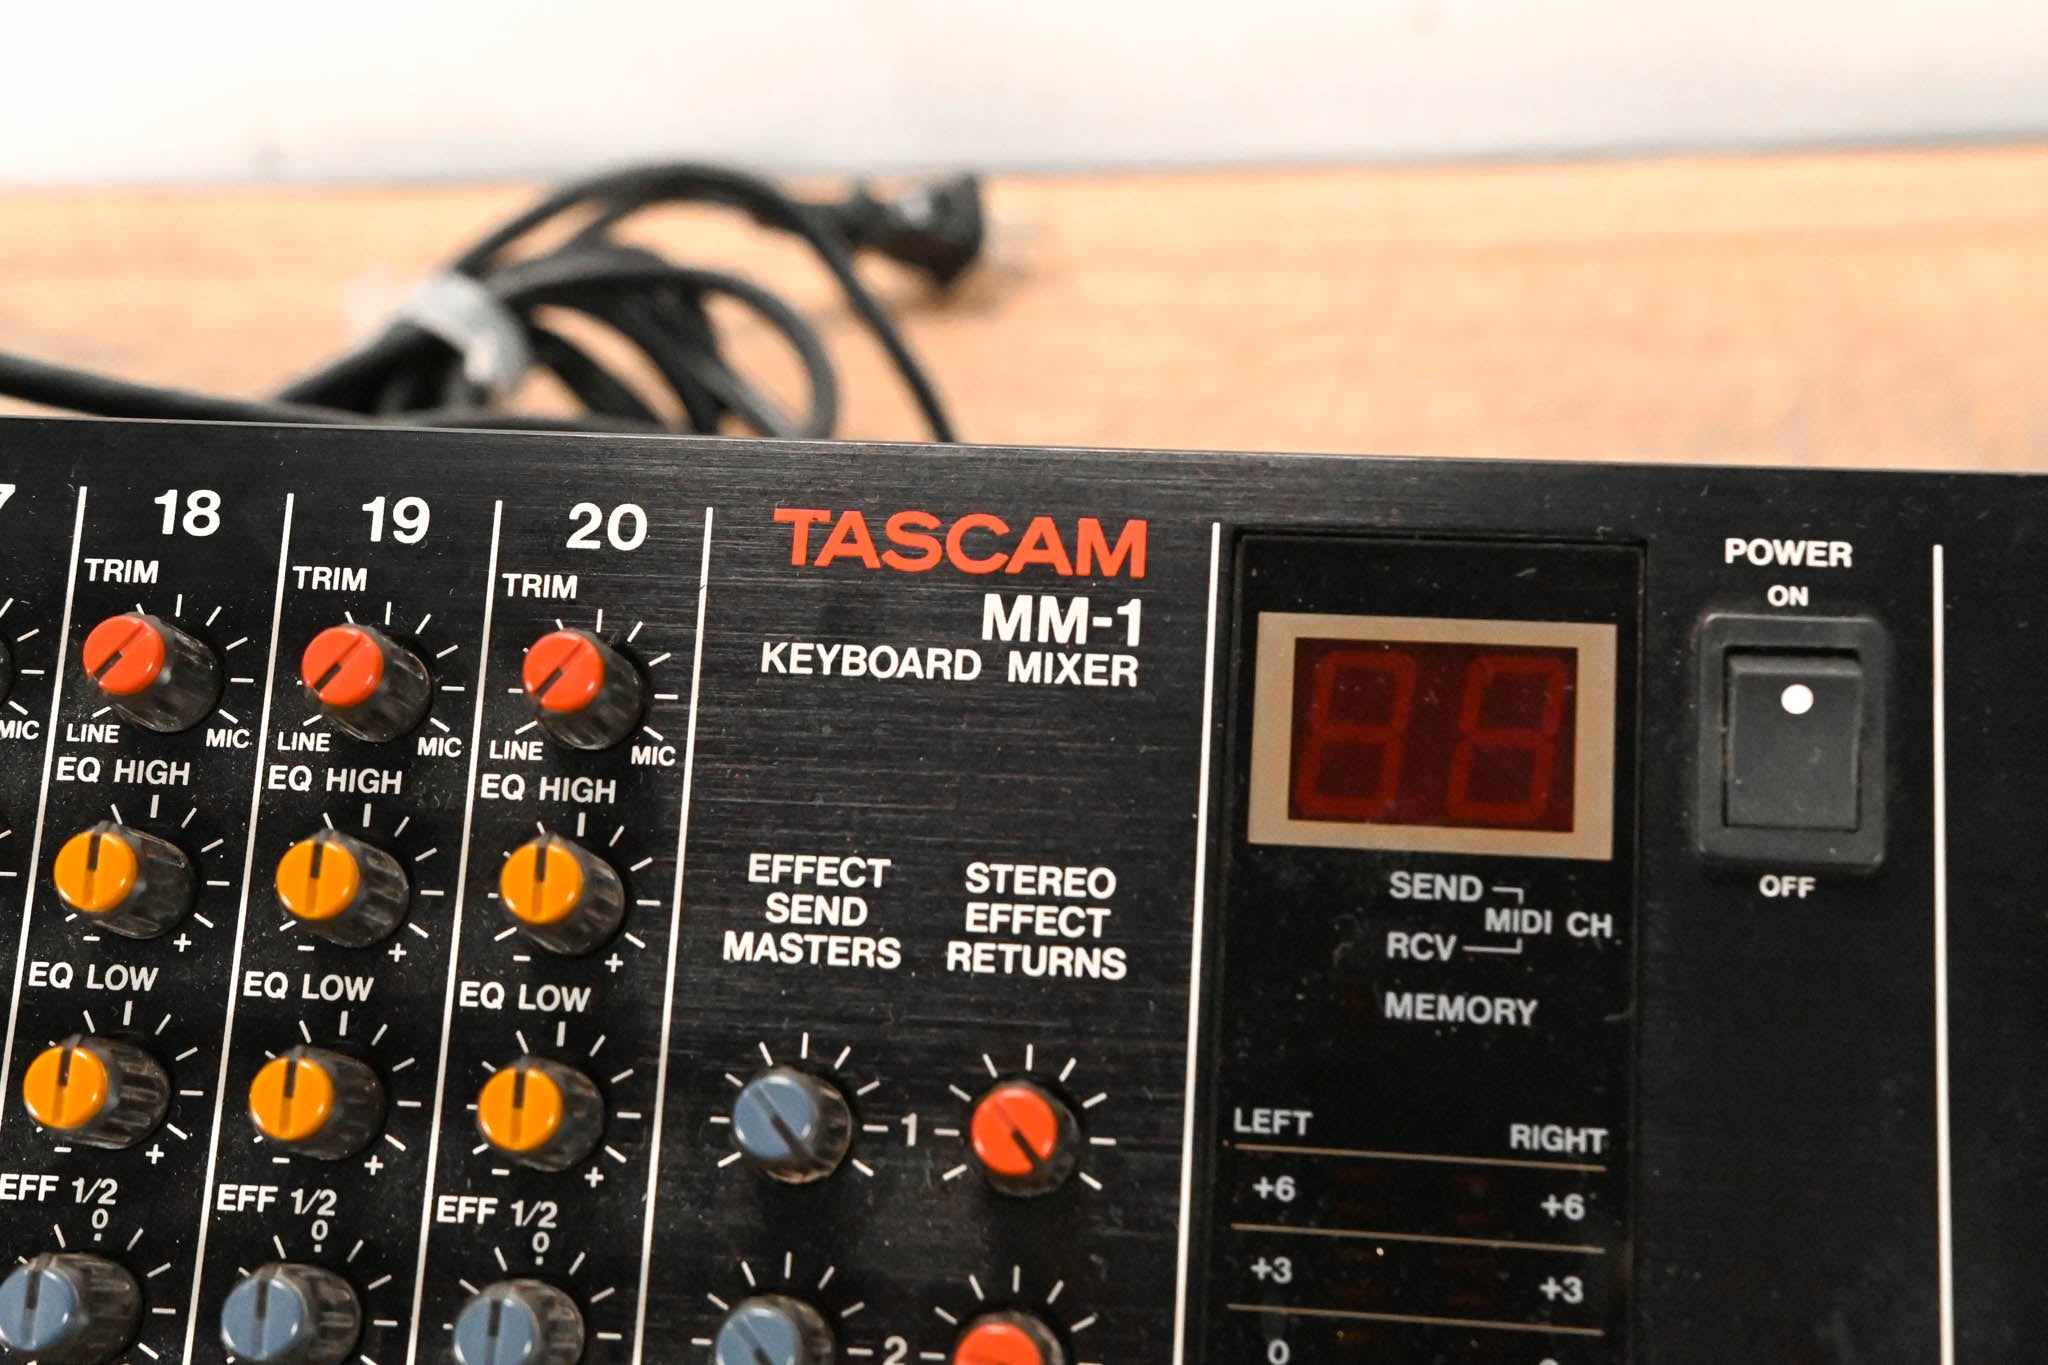 18
19
20
TRIM
TRIM
TRIM
MIC
LINE
MIC
LINE
MIC
LINE
MIC
EQ HIGH
EQ HIGH
EQ HIGH
- +
- +
- +
EQ LOW
EQ LOW
EQ LOW
- +
- +
- +
EFF 1/2
EFF 1/2
EFF 1/2
0
0
0
TASCAM
MM-1
KEYBOARD MIXER
EFFECT
SEND
MASTERS
STEREO
EFFECT
RETURNS
1
2
SEND
MIDI CH
RCV
MEMORY
LEFT
RIGHT
+6
+6
+3
+3
0
POWER
ON
OFF